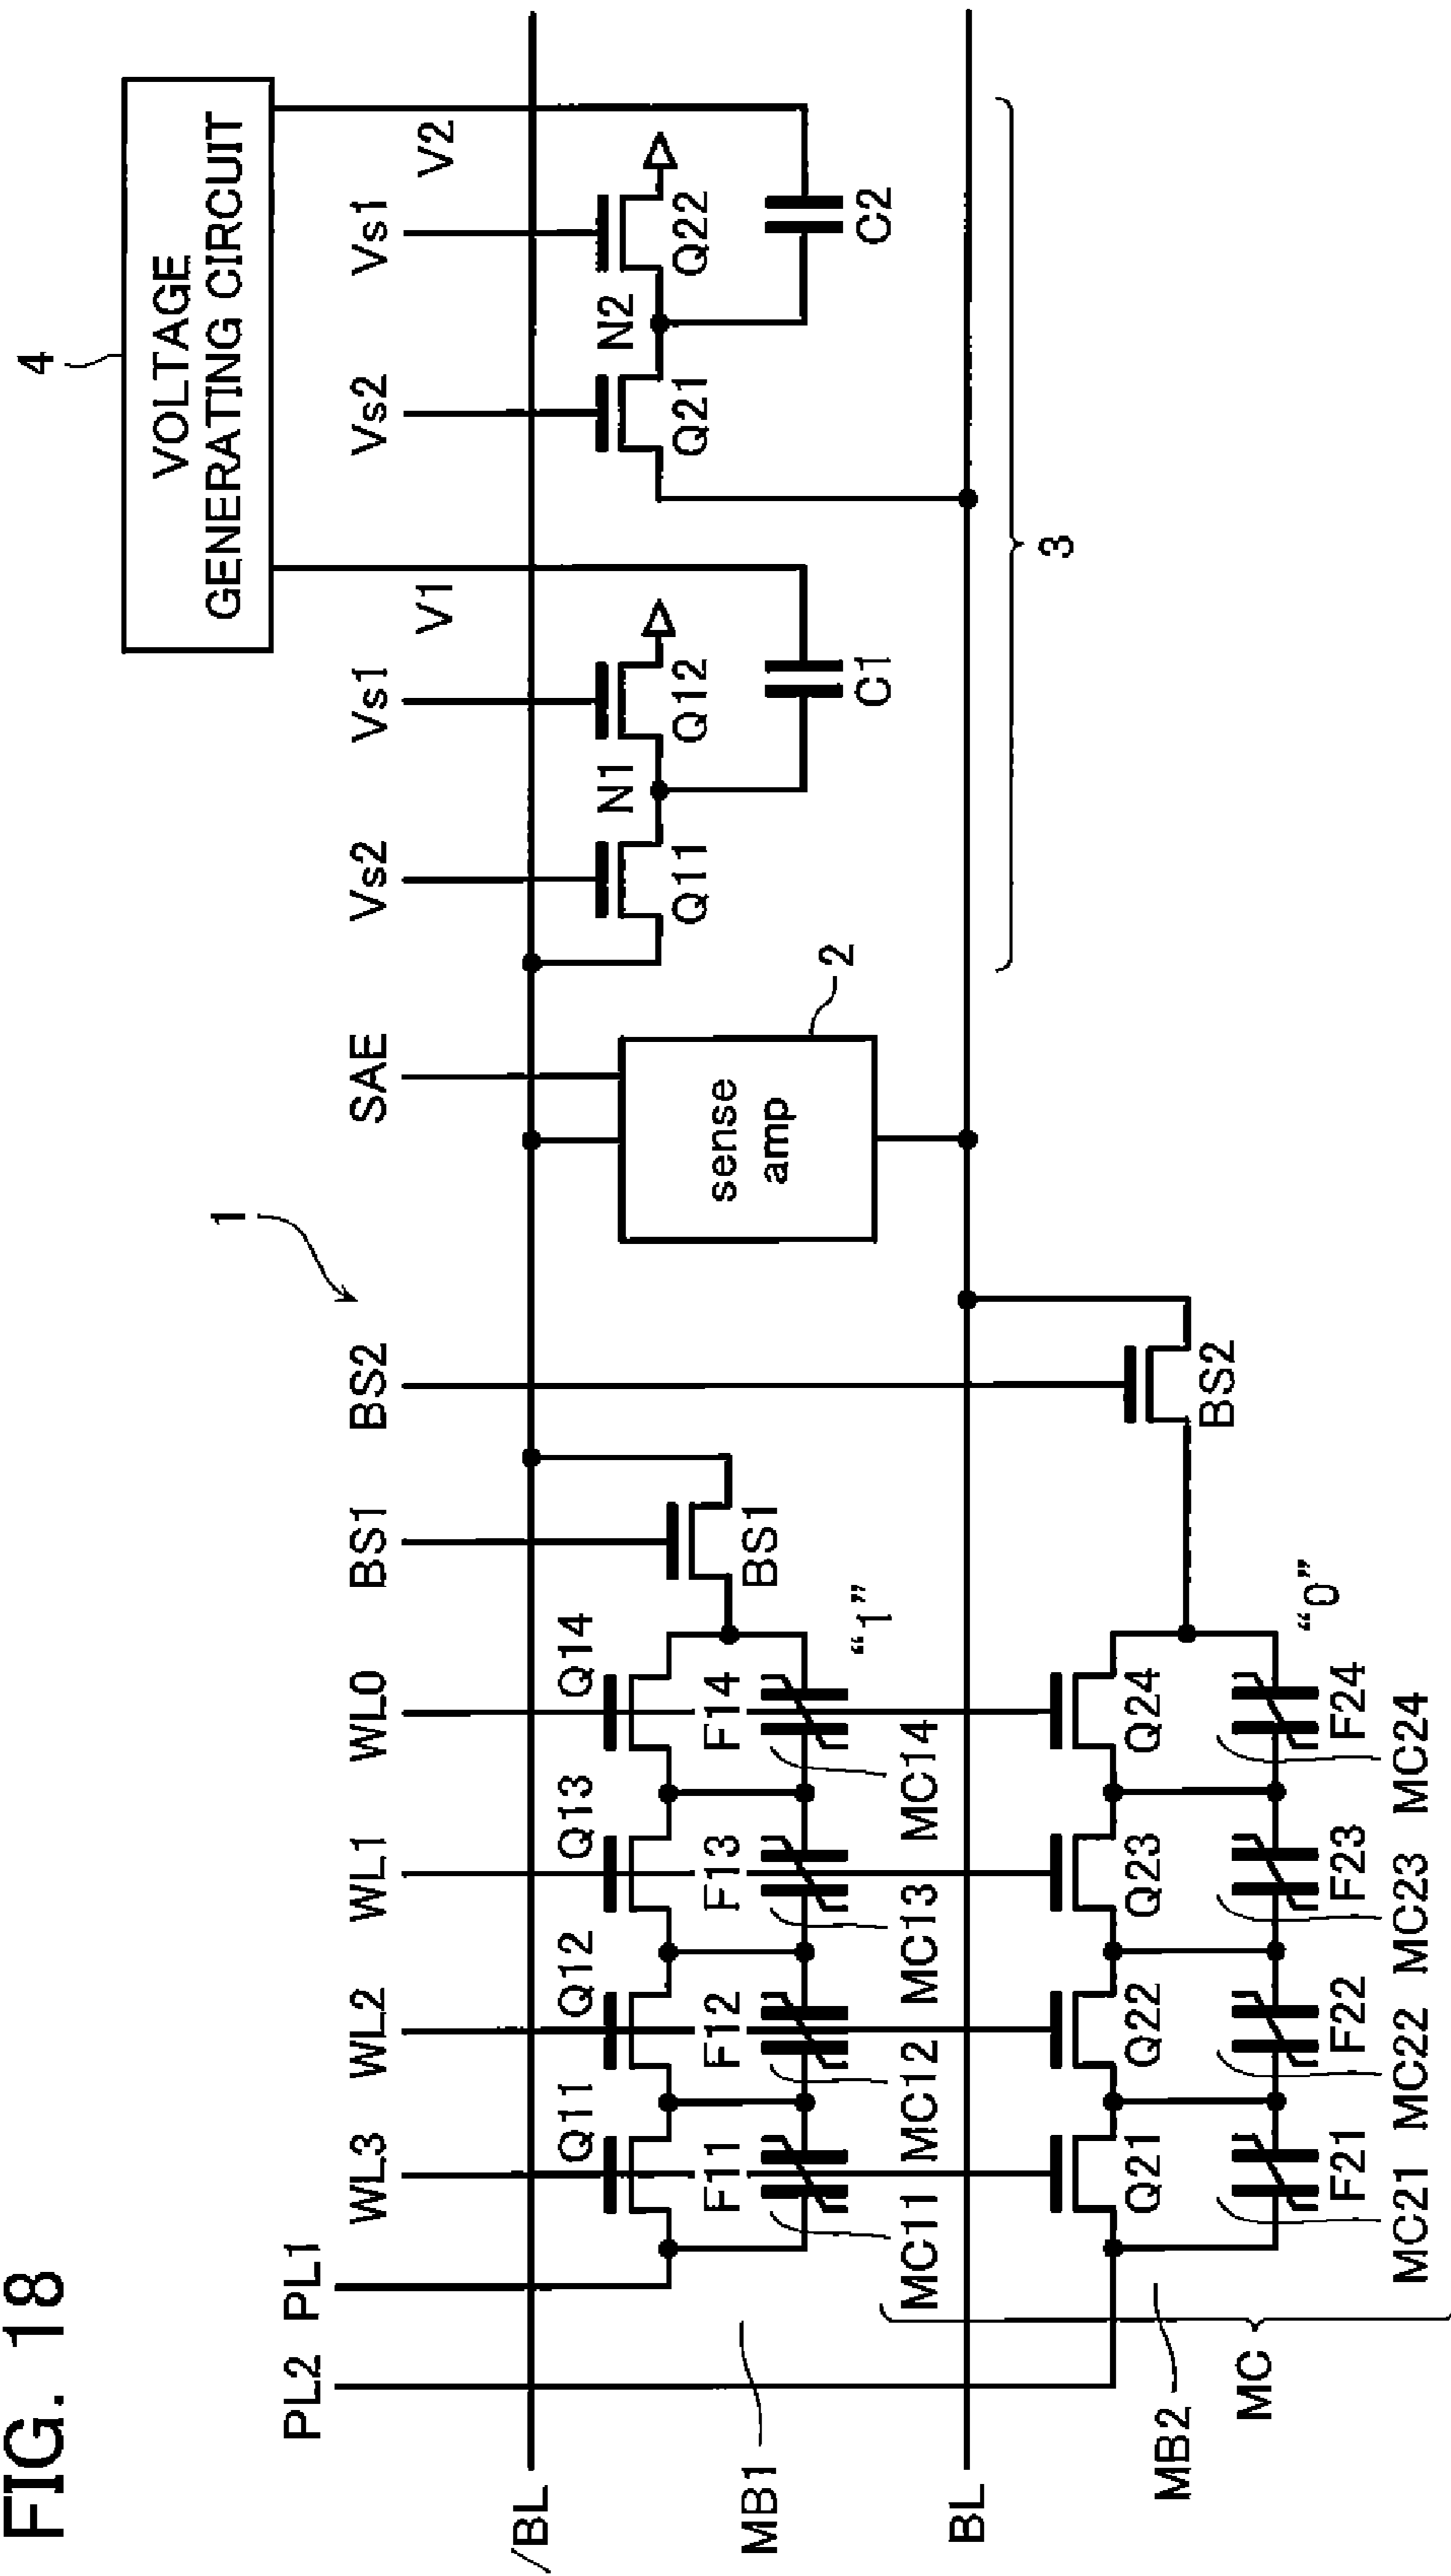 FIG. 18
4
VOLTAGE
GENERATING CIRCUIT
1
PL2 PL1 WL3 WL2 WL1 WL0 BS1 BS2 SAE Vs2 Vs1 V1 Vs2 Vs1 V2
/BL
Q11 Q12 Q13 Q14
N1 N2
Q11 Q12 Q21 Q22
F11 F12 F13 F14
BS1
sense
amp
2
C1 C2
MB1
"1"
MC11 MC12 MC13 MC14
BL
3
Q21 Q22 Q23 Q24
BS2
MB2
"0"
F21 F22 F23 F24
MC
MC21 MC22 MC23 MC24